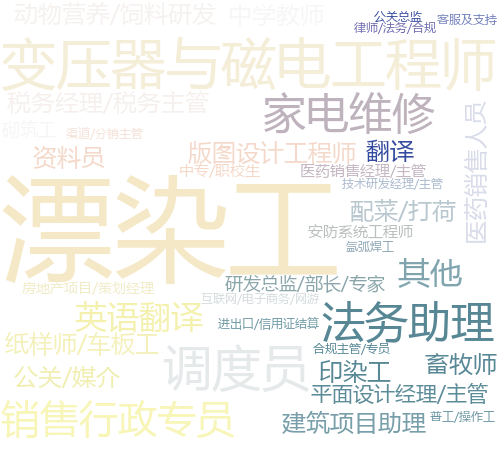 动物营养/饲料研发
中学教师
公关总监
客服及支持
律师/法务/合规
变压器与磁电工程师
税务经理/税务主管
家电维修
医药销售人员
砌筑工
渠道/分销主管
资料员
版图设计工程师
翻译
中专/职校生
医药销售经理/主管
技术研发经理/主管
漂染工
配菜/打荷
安防系统工程师
氩弧焊工
其他
研发总监/部长/专家
房地产项目/策划经理
互联网/电子商务/网游
英语翻译
进出口/信用证结算
法务助理
纸样师/车板工
调度员
合规主管/专员
畜牧师
公关/媒介
印染工
平面设计经理/主管
销售行政专员
建筑项目助理
普工/操作工